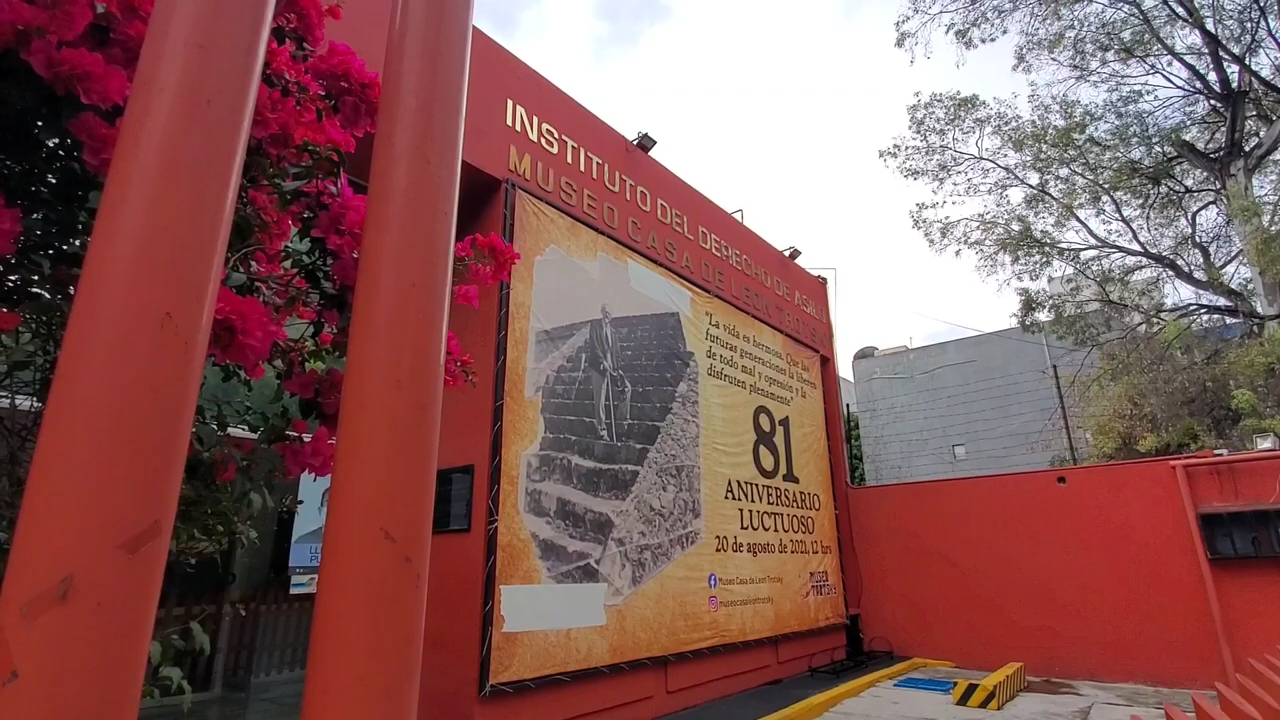 INSTITUTO DEL DERECHO DE ASILO
MUSEO CASA DE LEON TROTSKY
"La vida es hermosa. Que las
futuras generaciones la liberen
de todo mal y opresión y la
disfruten plenamente"
81
ANIVERSARIO
LUCTUOSO
20 de agosto de 2021, 12 hrs
Museo Casa de León Trotsky
museocasaleontrotsky
MUSEO
TROTSKY